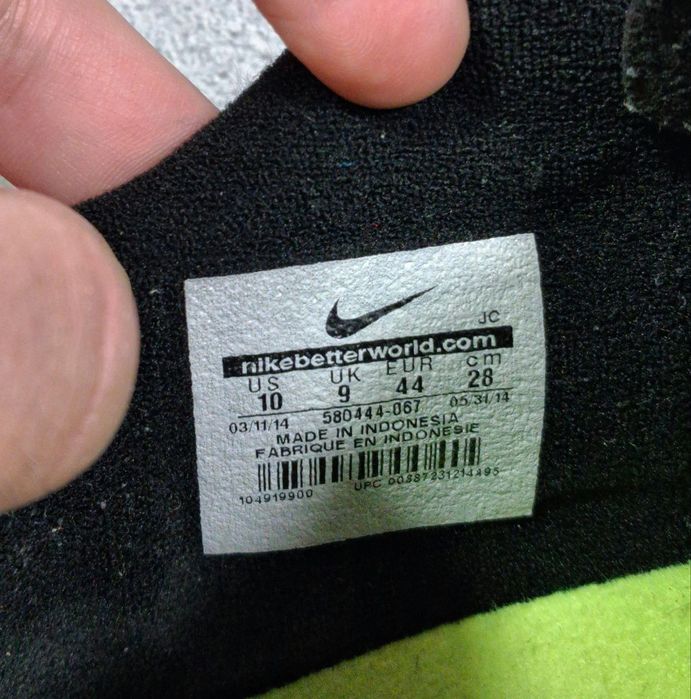 JC
nikebetterworld.com
US UK EUR cm
10 9 44 28
03/11/14 580444-067 05/31/14
MADE IN INDONESIA
FABRIQUE EN INDONESIE
104919900 UPC 00887231214495